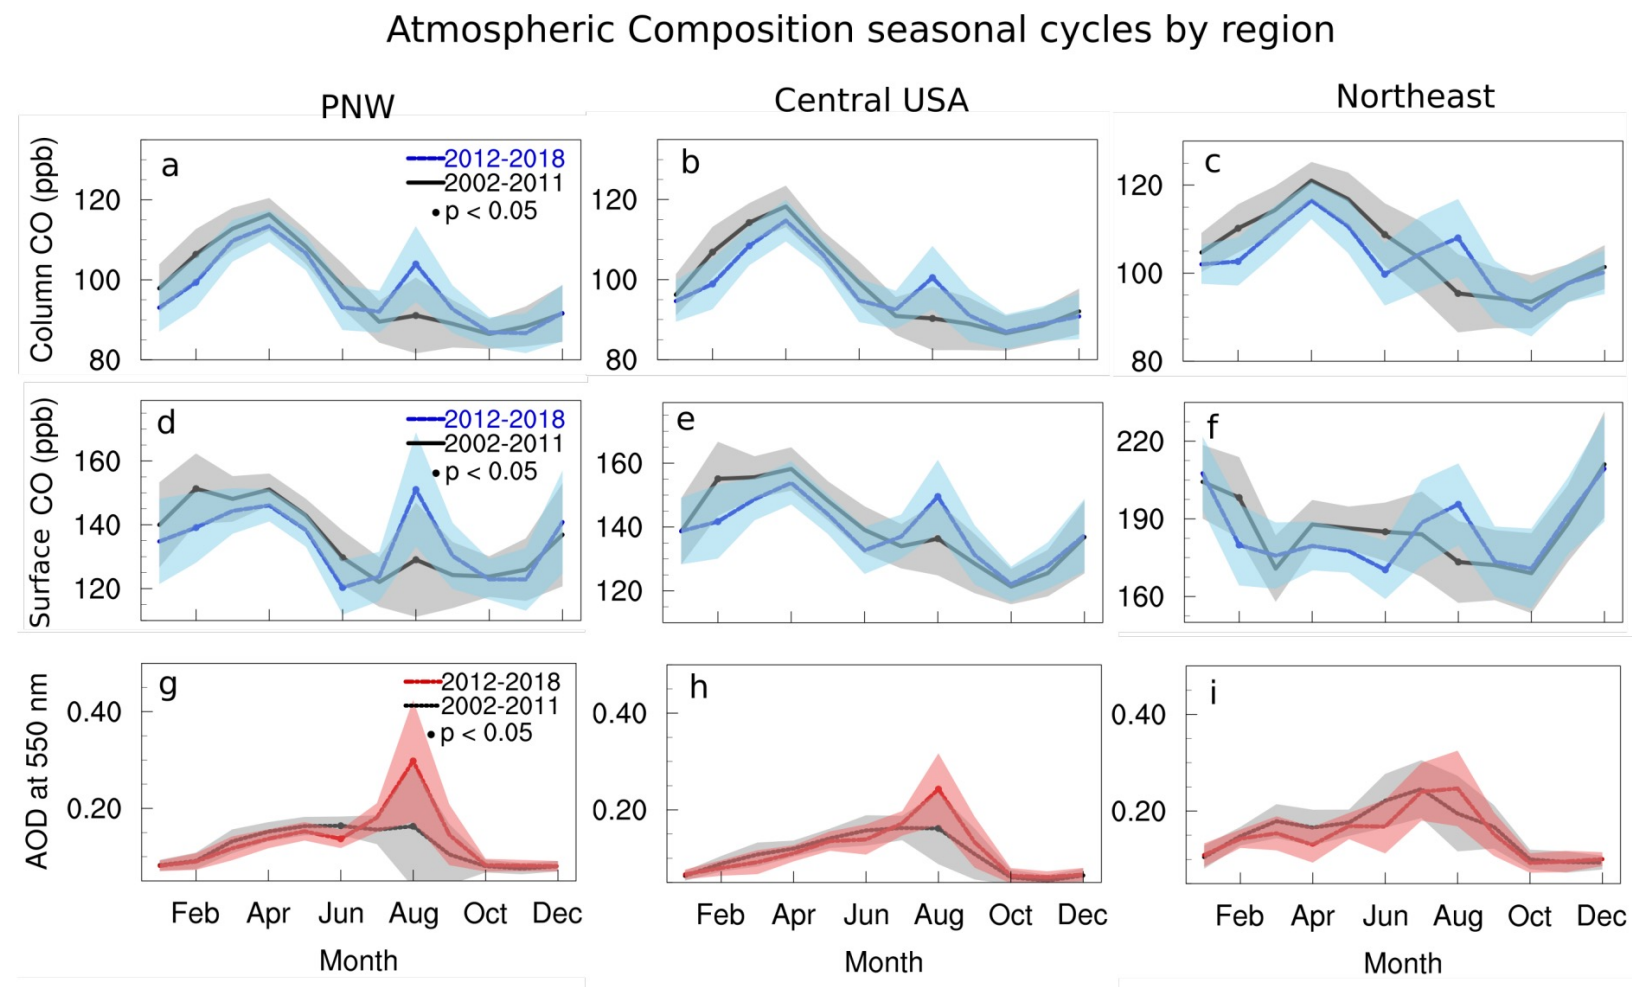 Atmospheric Composition seasonal cycles by region
PNW
Central USA
Northeast
Column CO (ppb)
a
2012-2018
2002-2011
p < 0.05
120
100
80
b
120
100
80
c
120
100
80
Surface CO (ppb)
d
2012-2018
2002-2011
p < 0.05
160
140
120
e
160
140
120
f
220
190
160
AOD at 550 nm
g
2012-2018
2002-2011
p < 0.05
0.40
0.20
h
0.40
0.20
i
0.40
0.20
Feb Apr Jun Aug Oct Dec
Month
Feb Apr Jun Aug Oct Dec
Month
Feb Apr Jun Aug Oct Dec
Month